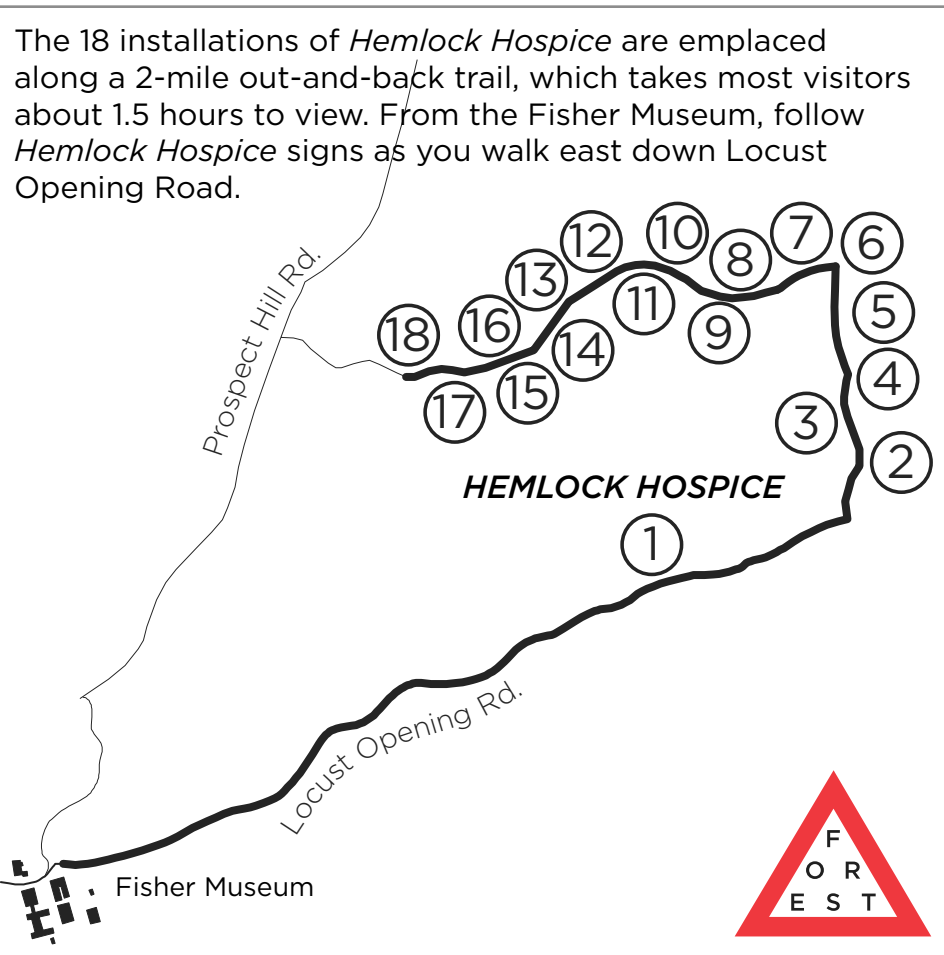 The 18 installations of Hemlock Hospice are emplaced
along a 2-mile out-and-back trail, which takes most visitors
about 1.5 hours to view. From the Fisher Museum, follow
Hemlock Hospice signs as you walk east down Locust
Opening Road.
Prospect Hill Rd.
12
10
7
6
8
13
5
18
16
11
9
14
4
17
15
3
2
HEMLOCK HOSPICE
1
Locust Opening Rd.
Fisher Museum
F
O R
E S T